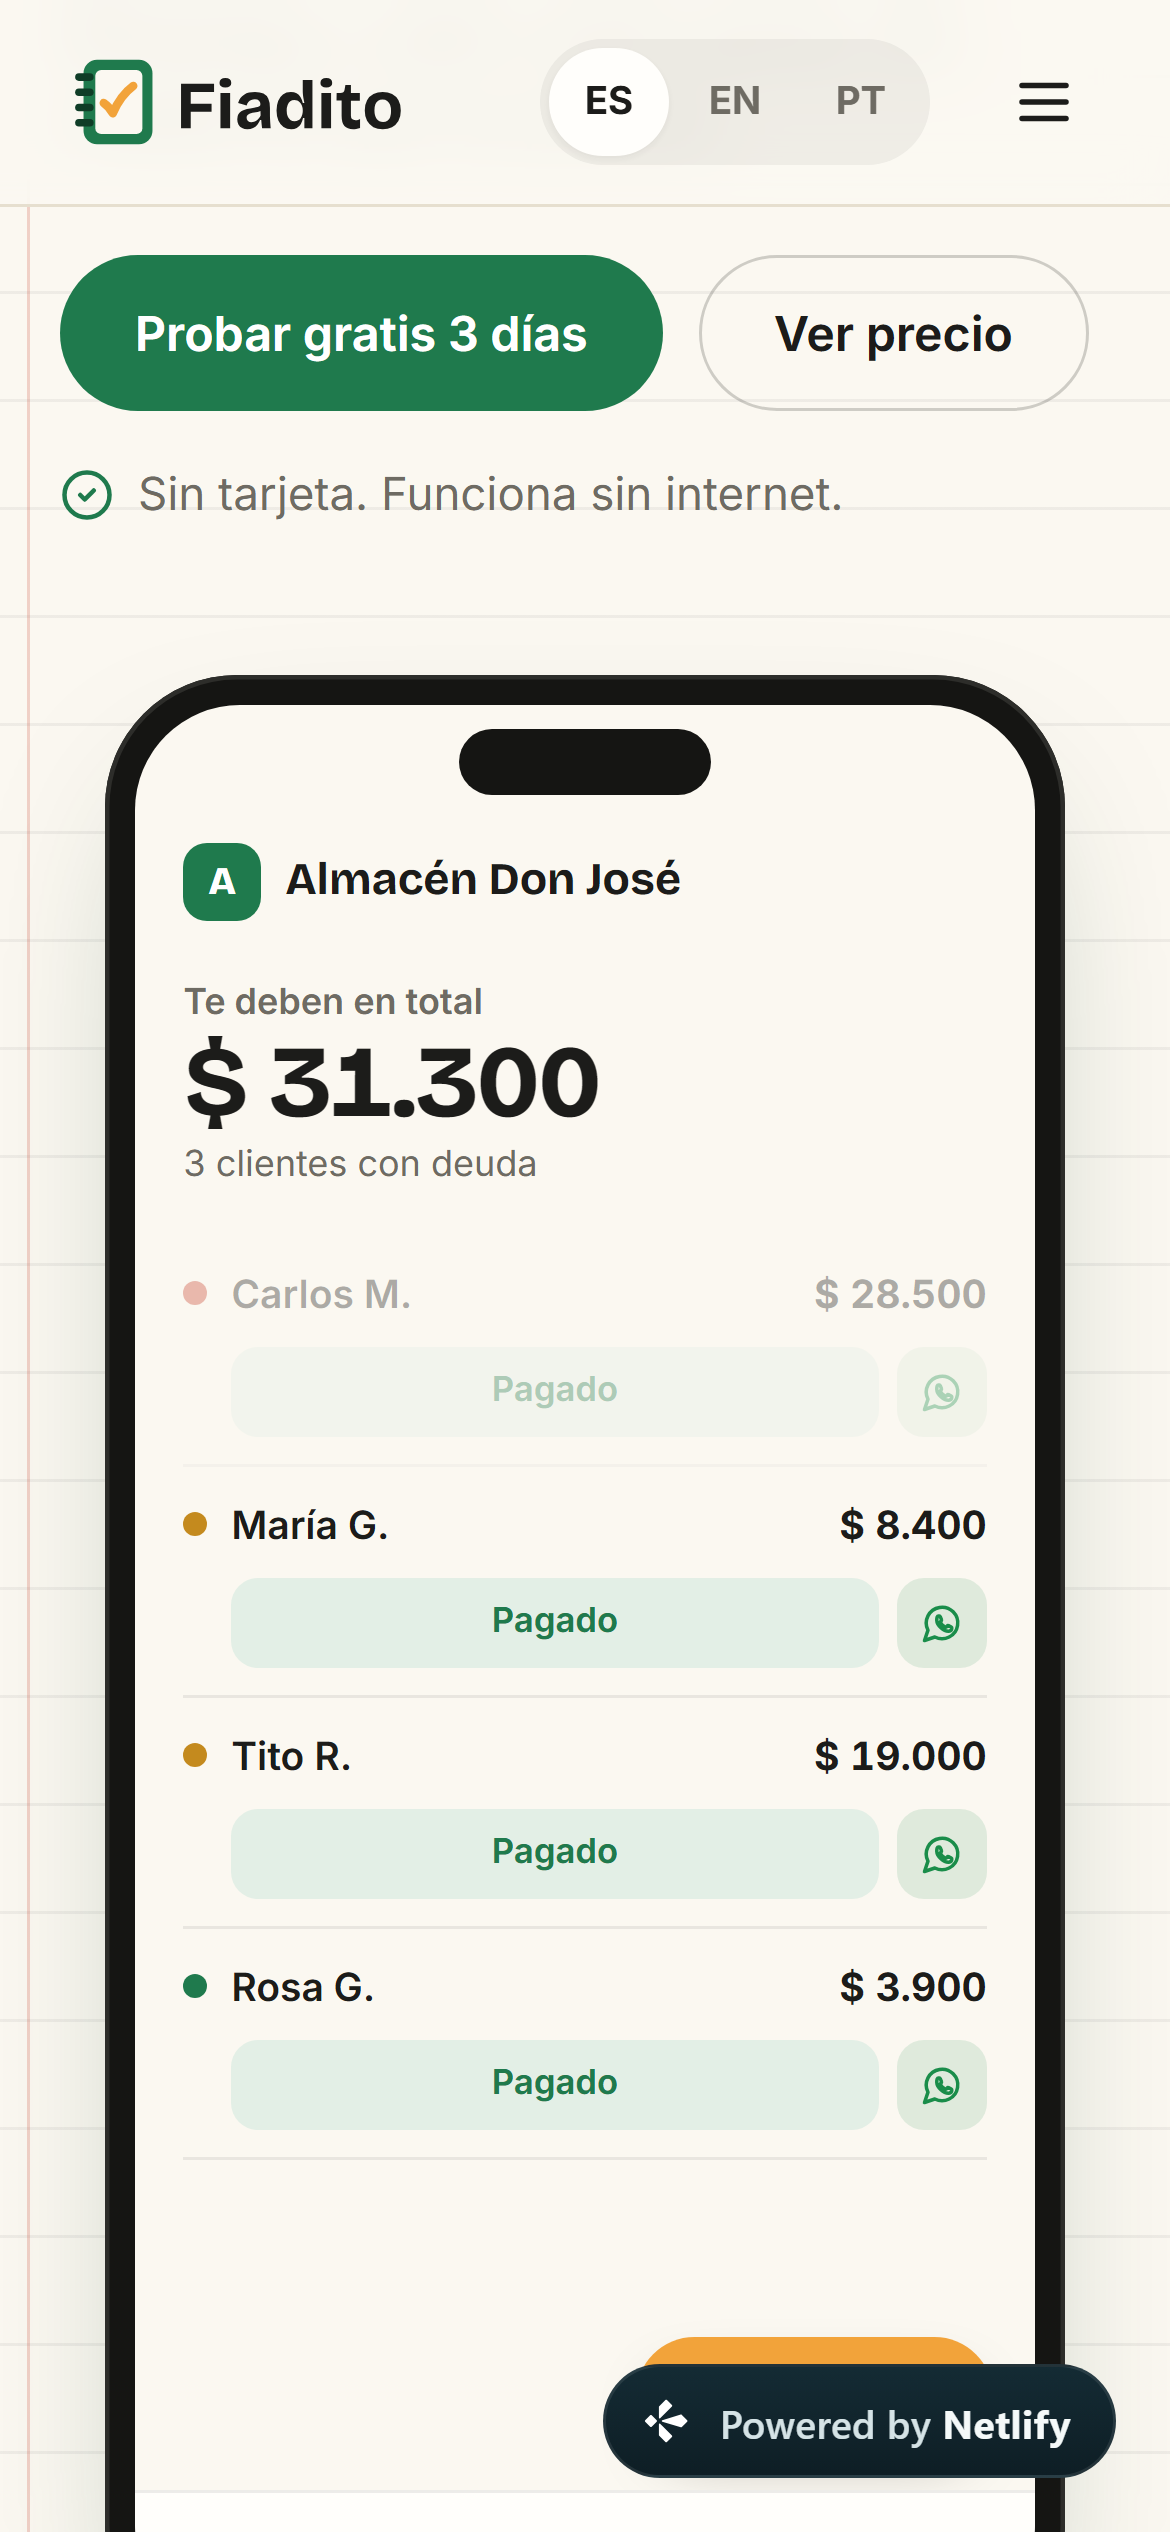 Fiadito
ES EN PT
Probar gratis 3 días
Ver precio
Sin tarjeta. Funciona sin internet.
A
Almacén Don José
Te deben en total
$ 31.300
3 clientes con deuda
Carlos M. $ 28.500
Pagado
María G. $ 8.400
Pagado
Tito R. $ 19.000
Pagado
Rosa G. $ 3.900
Pagado
Powered by Netlify